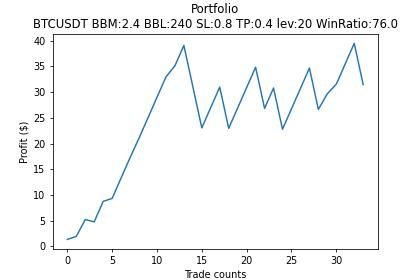 Portfolio
BTCUSDT BBM:2.4 BBL:240 SL:0.8 TP:0.4 lev:20 WinRatio:76.0
40
35
30
25
20
15
10
5
0
Profit ($)
0 5 10 15 20 25 30
Trade counts